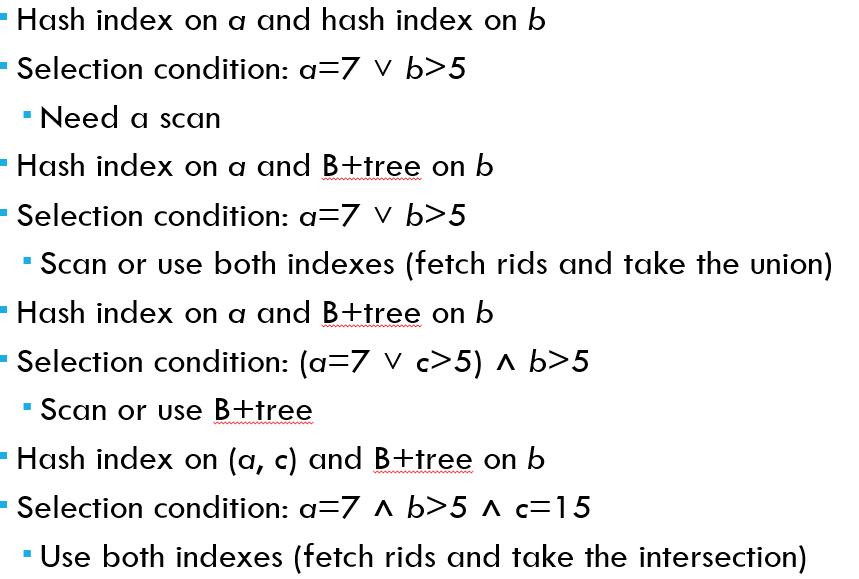 Hash index on a and hash index on b
Selection condition: a=7 ∨ b>5
Need a scan
Hash index on a and B+tree on b
Selection condition: a=7 ∨ b>5
Scan or use both indexes (fetch rids and take the union)
Hash index on a and B+tree on b
Selection condition: (a=7 ∨ c>5) ∧ b>5
Scan or use B+tree
Hash index on (a, c) and B+tree on b
Selection condition: a=7 ∧ b>5 ∧ c=15
Use both indexes (fetch rids and take the intersection)